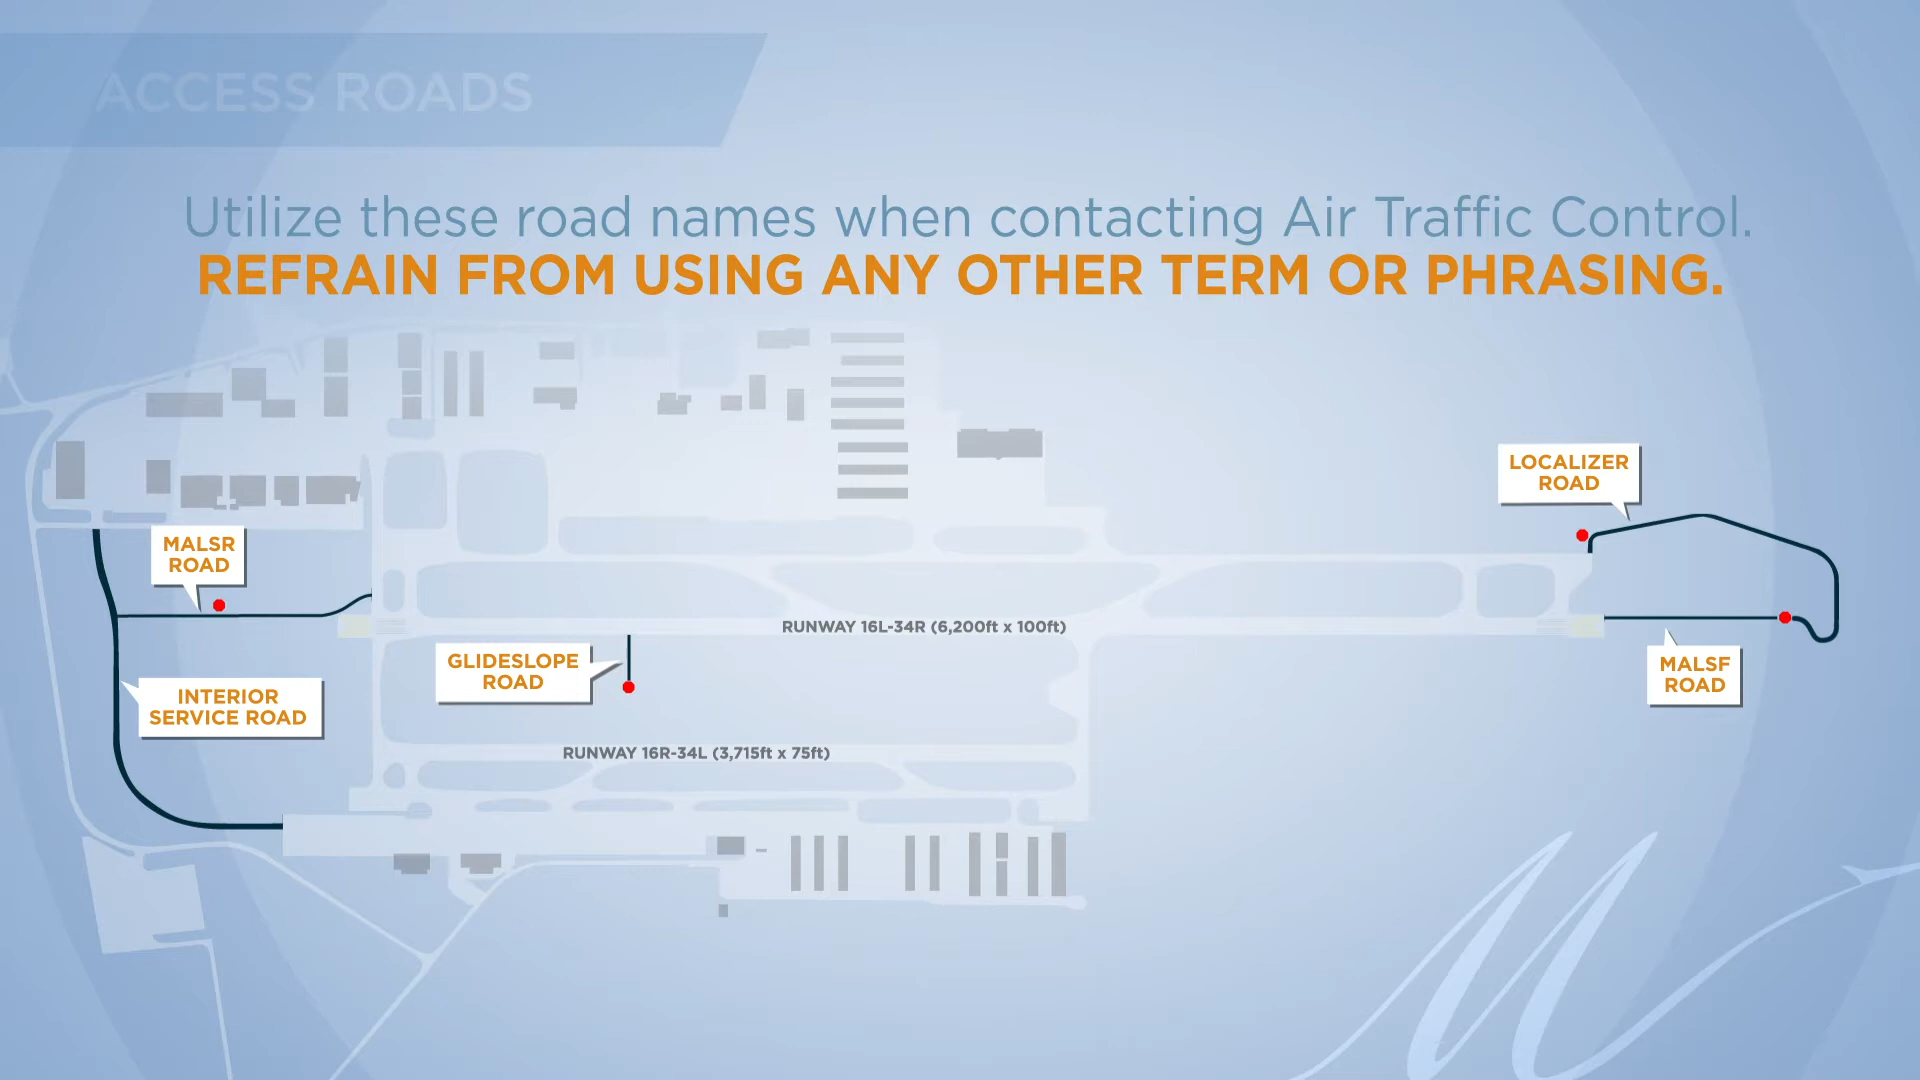 ACCESS ROADS
Utilize these road names when contacting Air Traffic Control.
REFRAIN FROM USING ANY OTHER TERM OR PHRASING.
LOCALIZER
ROAD
MALSR
ROAD
RUNWAY 16L-34R (6,200ft x 100ft)
GLIDESLOPE
ROAD
MALSF
ROAD
INTERIOR
SERVICE ROAD
RUNWAY 16R-34L (3,715ft x 75ft)
M